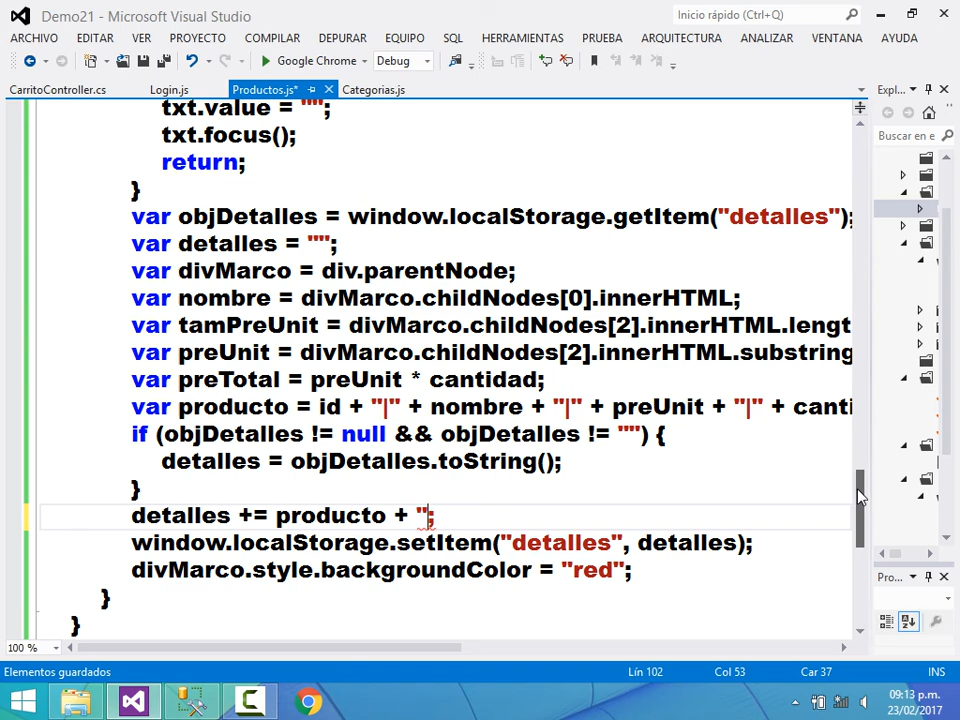 Demo21 - Microsoft Visual Studio
Inicio rápido (Ctrl+Q)
ARCHIVO EDITAR VER PROYECTO COMPILAR DEPURAR EQUIPO SQL HERRAMIENTAS PRUEBA ARQUITECTURA ANALIZAR VENTANA AYUDA
Google Chrome Debug
CarritoController.cs Login.js Productos.js* Categorias.js
Expl...
Buscar en e
txt.value = "";
txt.focus();
return;
}
var objDetalles = window.localStorage.getItem("detalles");
var detalles = "";
var divMarco = div.parentNode;
var nombre = divMarco.childNodes[0].innerHTML;
var tamPreUnit = divMarco.childNodes[2].innerHTML.lengt
var preUnit = divMarco.childNodes[2].innerHTML.substring
var preTotal = preUnit * cantidad;
var producto = id + "|" + nombre + "|" + preUnit + "|" + canti
if (objDetalles != null && objDetalles != "") {
detalles = objDetalles.toString();
}
detalles += producto + ";
window.localStorage.setItem("detalles", detalles);
divMarco.style.backgroundColor = "red";
}
}
Pro...
100 %
Elementos guardados Lín 102 Col 53 Car 37 INS
09:13 p.m.
23/02/2017